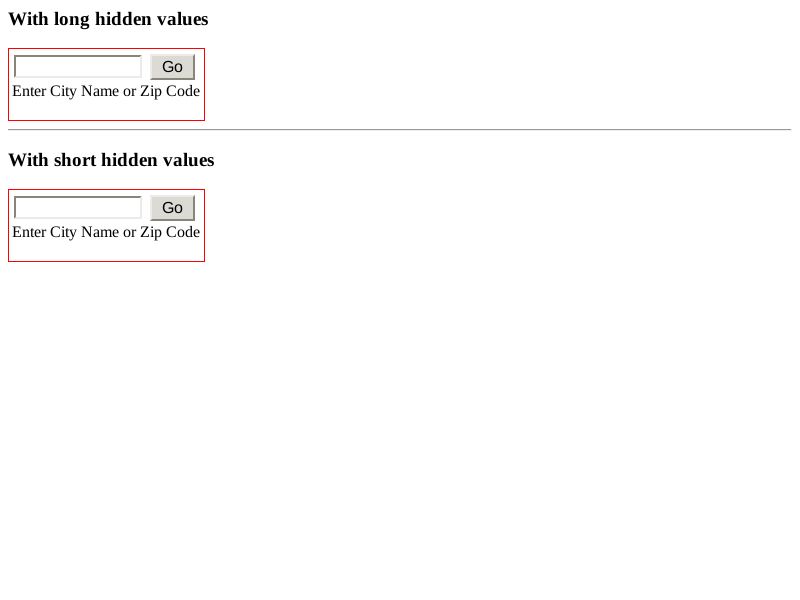 With long hidden values
Go
Enter City Name or Zip Code
With short hidden values
Go
Enter City Name or Zip Code